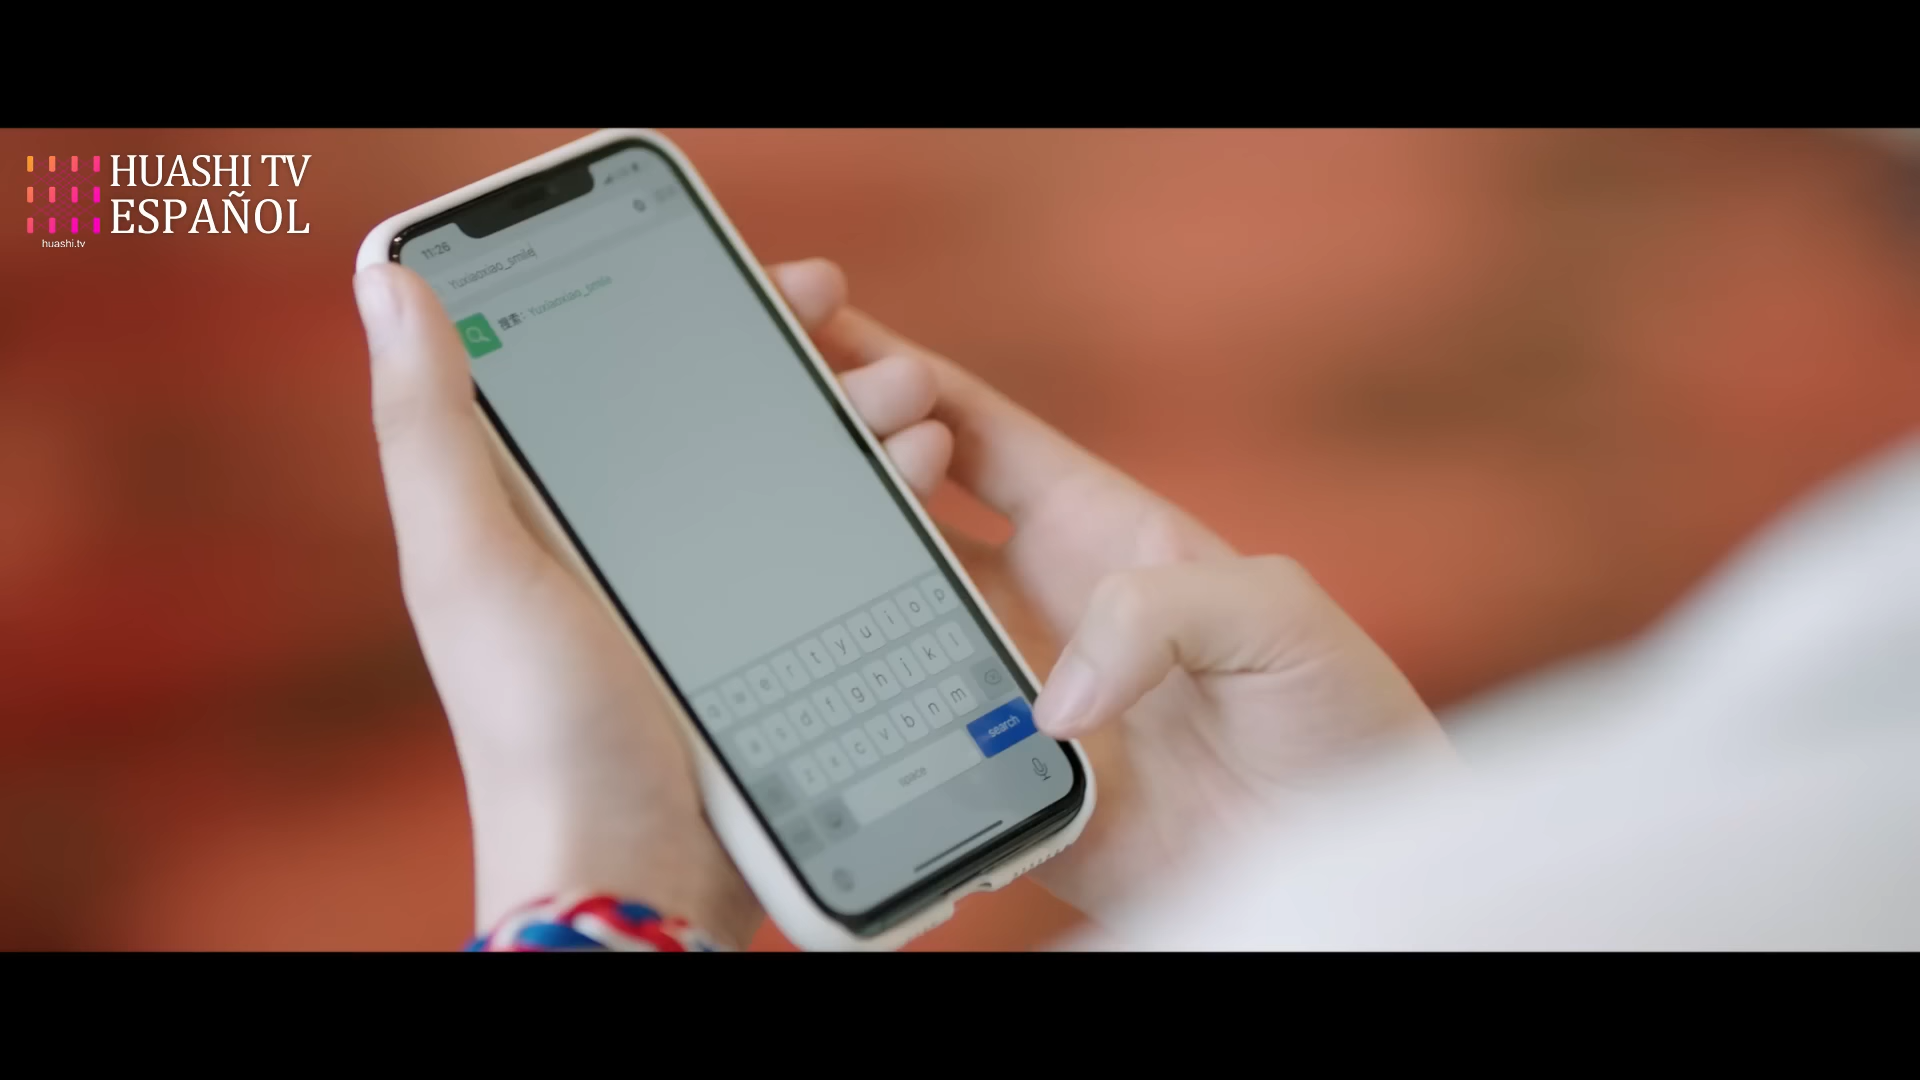 HUASHI TV
ESPAÑOL
huashi.tv
11:26
Yuxiaoxiao_smile
搜索: Yuxiaoxiao_smile
q w e r t y u i o p
a s d f g h j k l
z x c v b n m
space search